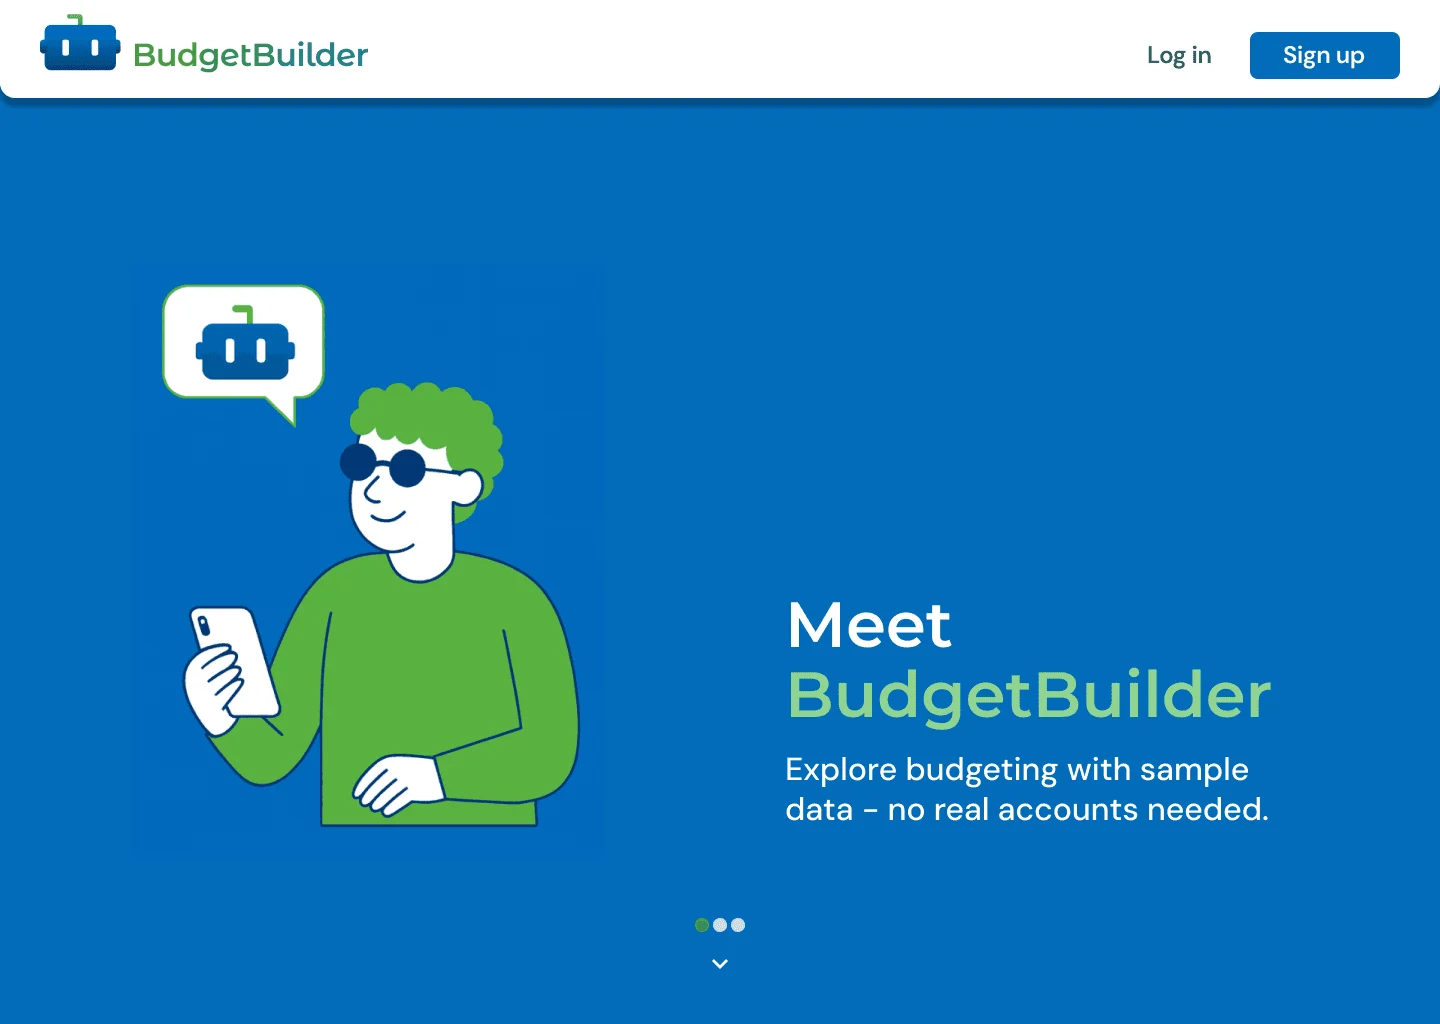 BudgetBuilder
Log in
Sign up
Meet
BudgetBuilder
Explore budgeting with sample
data - no real accounts needed.